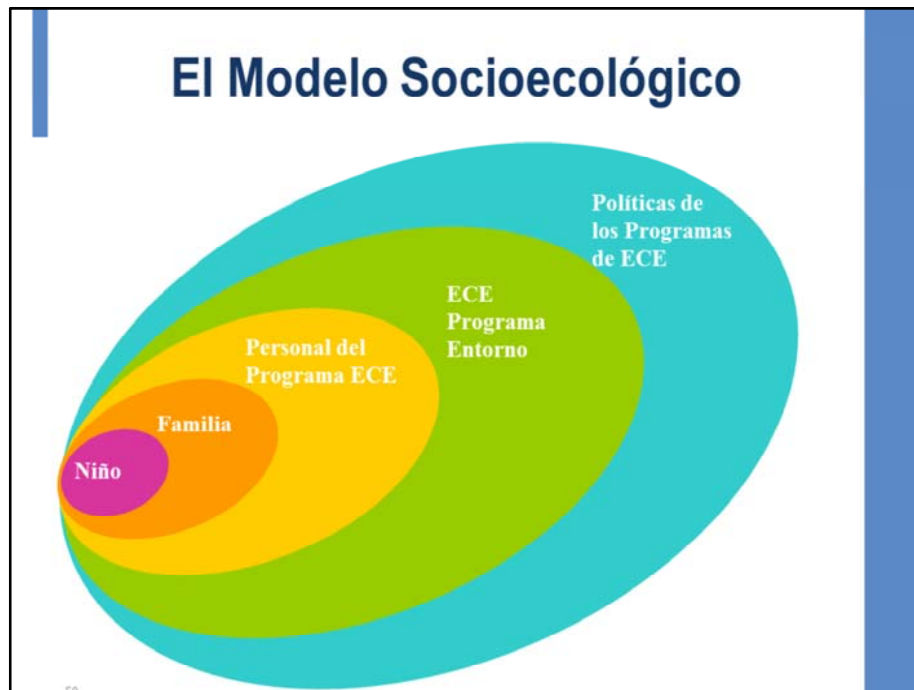 El Modelo Socioecológico
Políticas de
los Programas
de ECE
ECE
Programa
Entorno
Personal del
Programa ECE
Familia
Niño